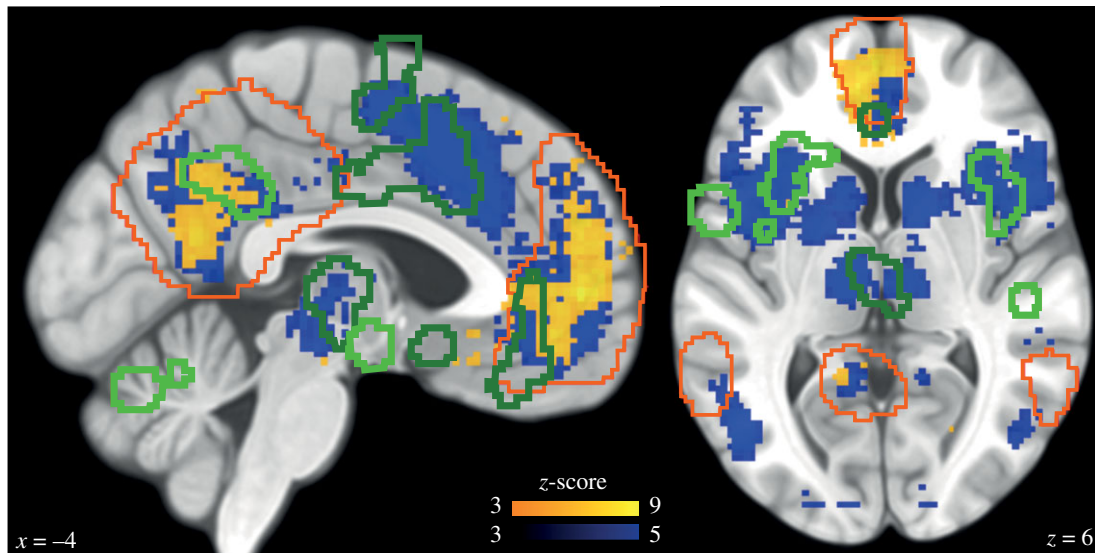 z-score
3 9
3 5
x = –4
z = 6